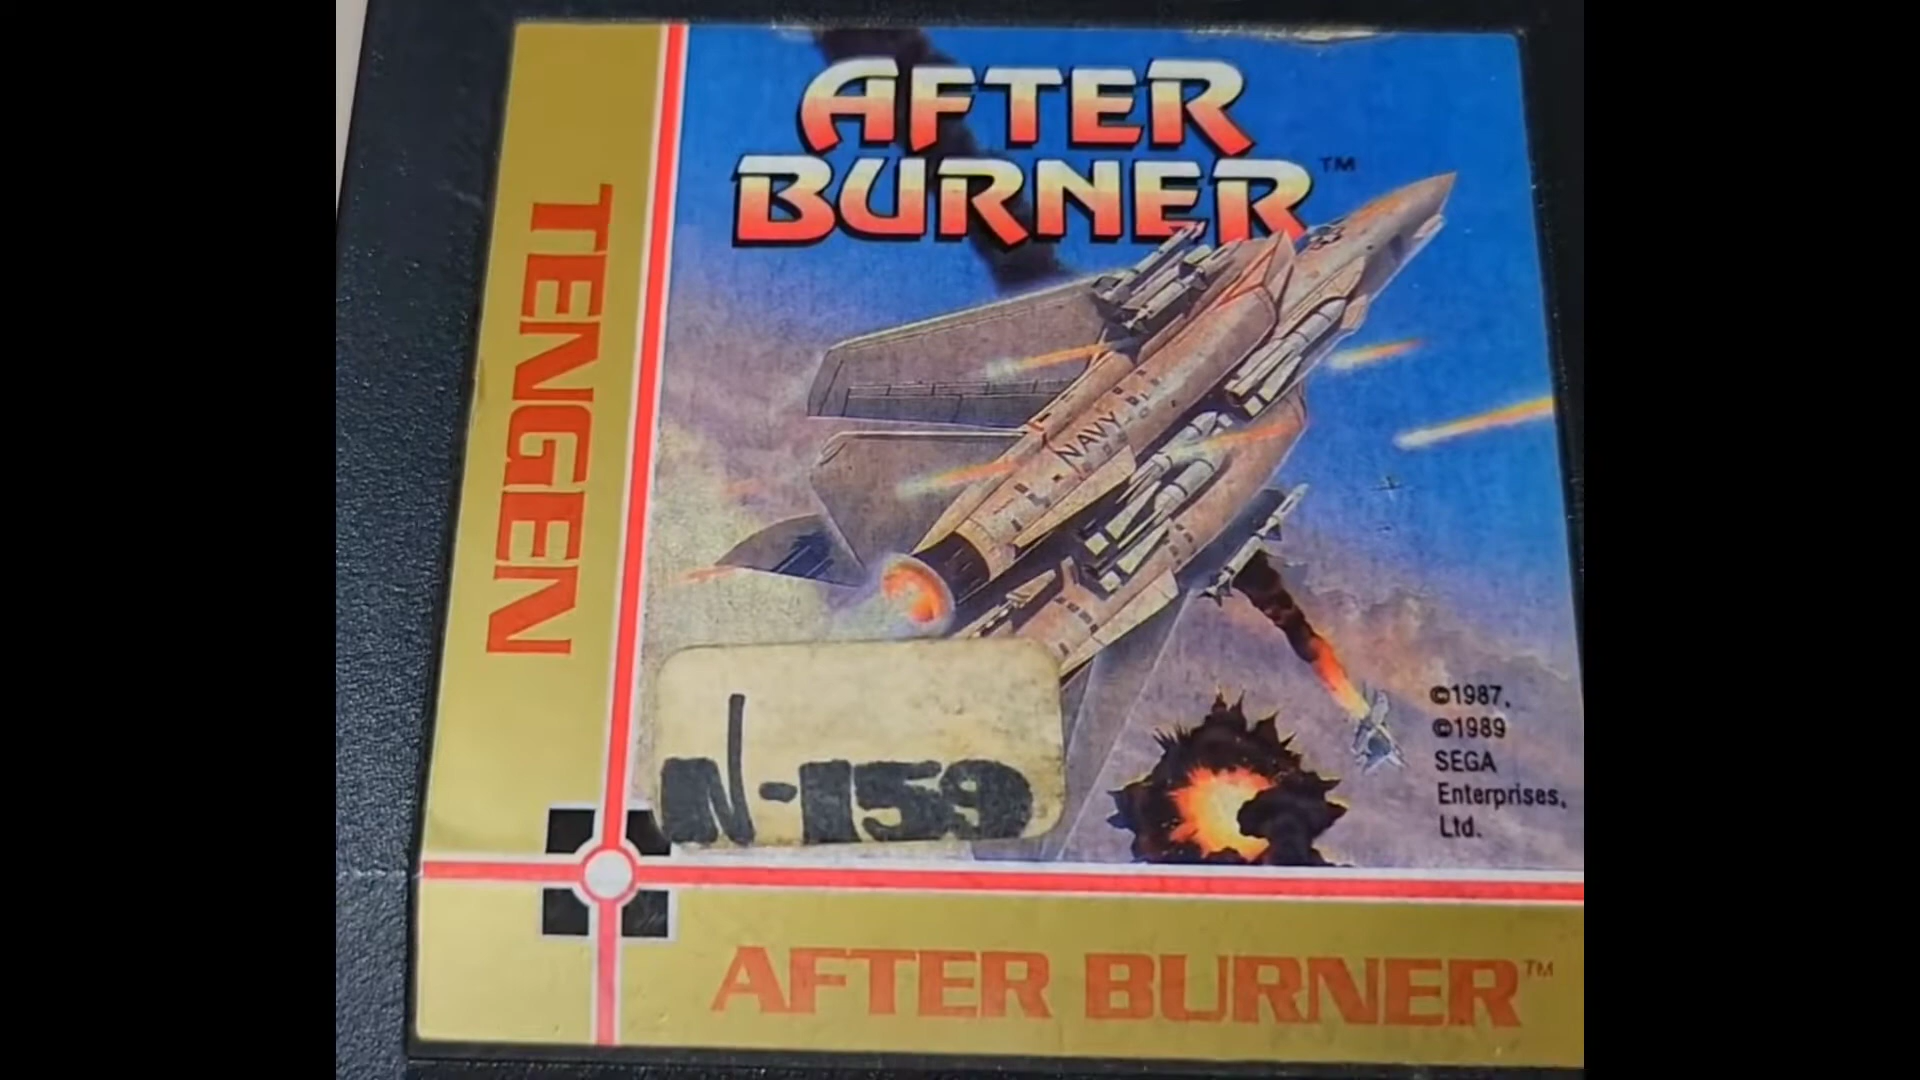 AFTER
BURNER™
TENGEN
NAVY
N-159
©1987,
©1989
SEGA
Enterprises,
Ltd.
AFTER BURNER™